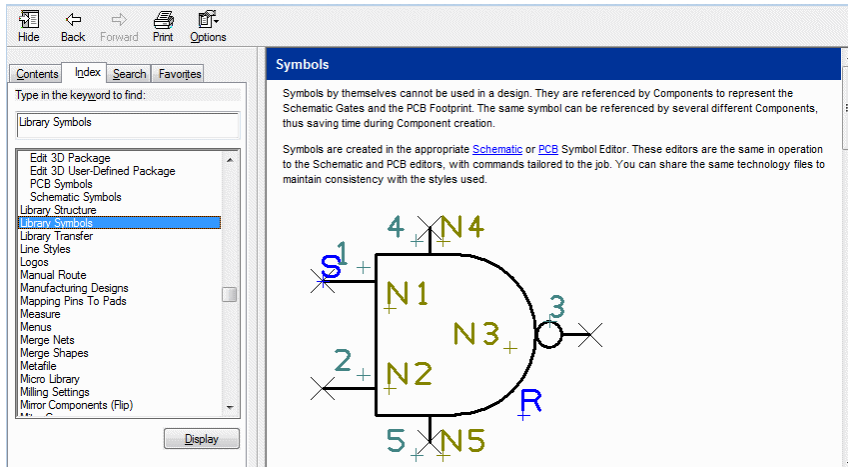 Hide Back Forward Print Options
Contents Index Search Favorites
Type in the keyword to find:
Library Symbols
Edit 3D Package
Edit 3D User-Defined Package
PCB Symbols
Schematic Symbols
Library Structure
Library Symbols
Library Transfer
Line Styles
Logos
Manual Route
Manufacturing Designs
Mapping Pins To Pads
Measure
Menus
Merge Nets
Merge Shapes
Metafile
Micro Library
Milling Settings
Mirror Components (Flip)
Display
Symbols
Symbols by themselves cannot be used in a design. They are referenced by Components to represent the
Schematic Gates and the PCB Footprint. The same symbol can be referenced by several different Components,
thus saving time during Component creation.
Symbols are created in the appropriate Schematic or PCB Symbol Editor. These editors are the same in operation
to the Schematic and PCB editors, with commands tailored to the job. You can share the same technology files to
maintain consistency with the styles used.
4 N4
S 1
N1
N3 3
2 N2
R
5 N5